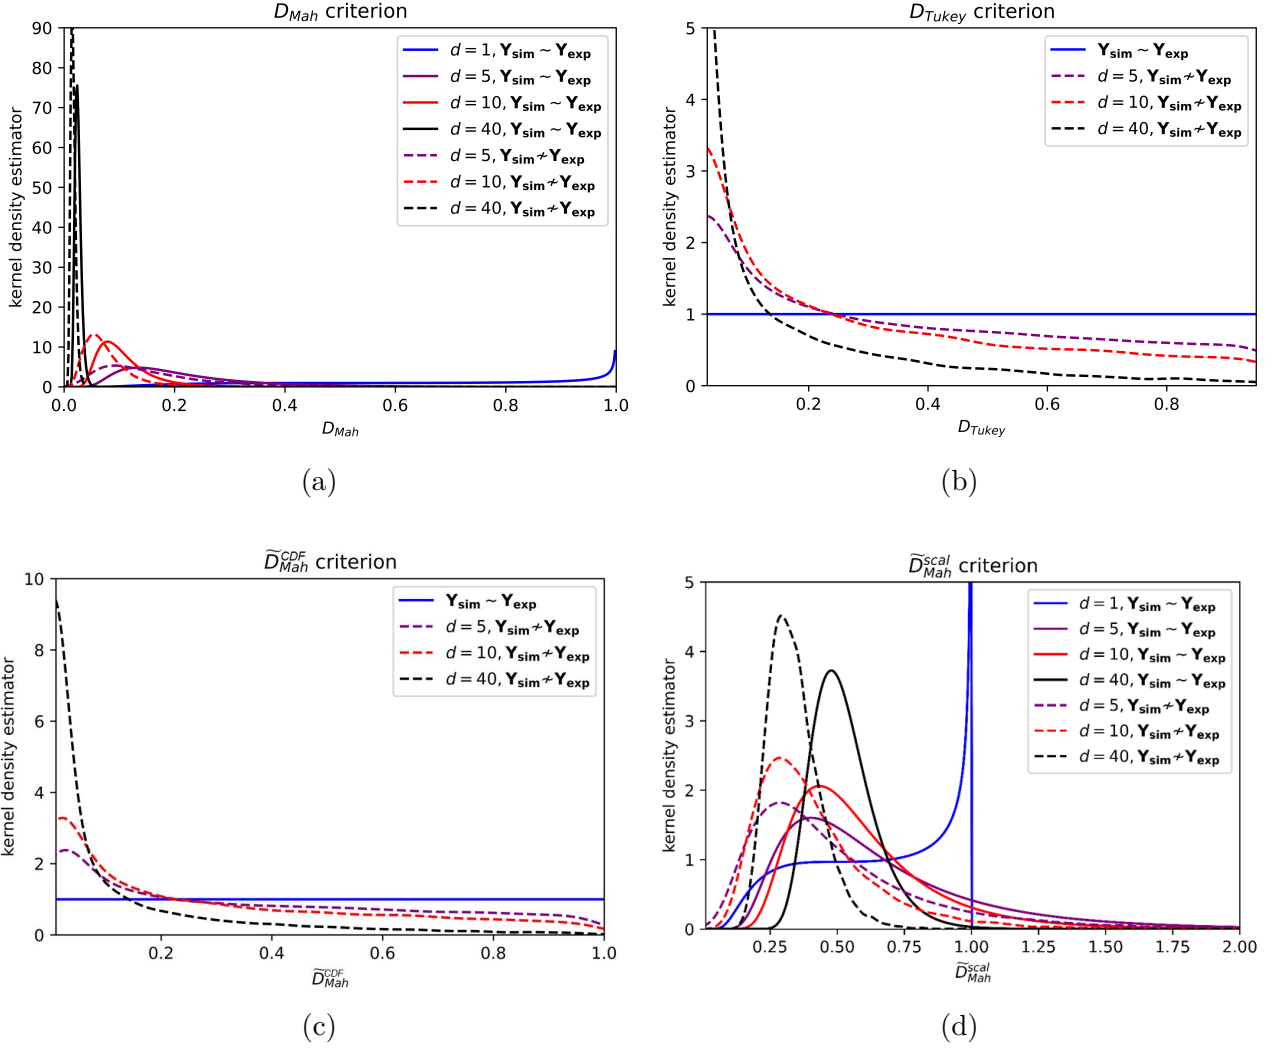 D_Mah criterion
90
80
70
60
50
40
30
20
10
0
kernel density estimator
d = 1, Y_sim ~ Y_exp
d = 5, Y_sim ~ Y_exp
d = 10, Y_sim ~ Y_exp
d = 40, Y_sim ~ Y_exp
d = 5, Y_sim ≁ Y_exp
d = 10, Y_sim ≁ Y_exp
d = 40, Y_sim ≁ Y_exp
0.0 0.2 0.4 0.6 0.8 1.0
D_Mah
(a)
D_Tukey criterion
5
4
3
2
1
0
kernel density estimator
Y_sim ~ Y_exp
d = 5, Y_sim ≁ Y_exp
d = 10, Y_sim ≁ Y_exp
d = 40, Y_sim ≁ Y_exp
0.2 0.4 0.6 0.8
D_Tukey
(b)
D̃_Mah^CDF criterion
10
8
6
4
2
0
kernel density estimator
Y_sim ~ Y_exp
d = 5, Y_sim ≁ Y_exp
d = 10, Y_sim ≁ Y_exp
d = 40, Y_sim ≁ Y_exp
0.2 0.4 0.6 0.8 1.0
D̃_Mah^CDF
(c)
D̃_Mah^scal criterion
5
4
3
2
1
0
kernel density estimator
d = 1, Y_sim ~ Y_exp
d = 5, Y_sim ~ Y_exp
d = 10, Y_sim ~ Y_exp
d = 40, Y_sim ~ Y_exp
d = 5, Y_sim ≁ Y_exp
d = 10, Y_sim ≁ Y_exp
d = 40, Y_sim ≁ Y_exp
0.25 0.50 0.75 1.00 1.25 1.50 1.75 2.00
D̃_Mah^scal
(d)